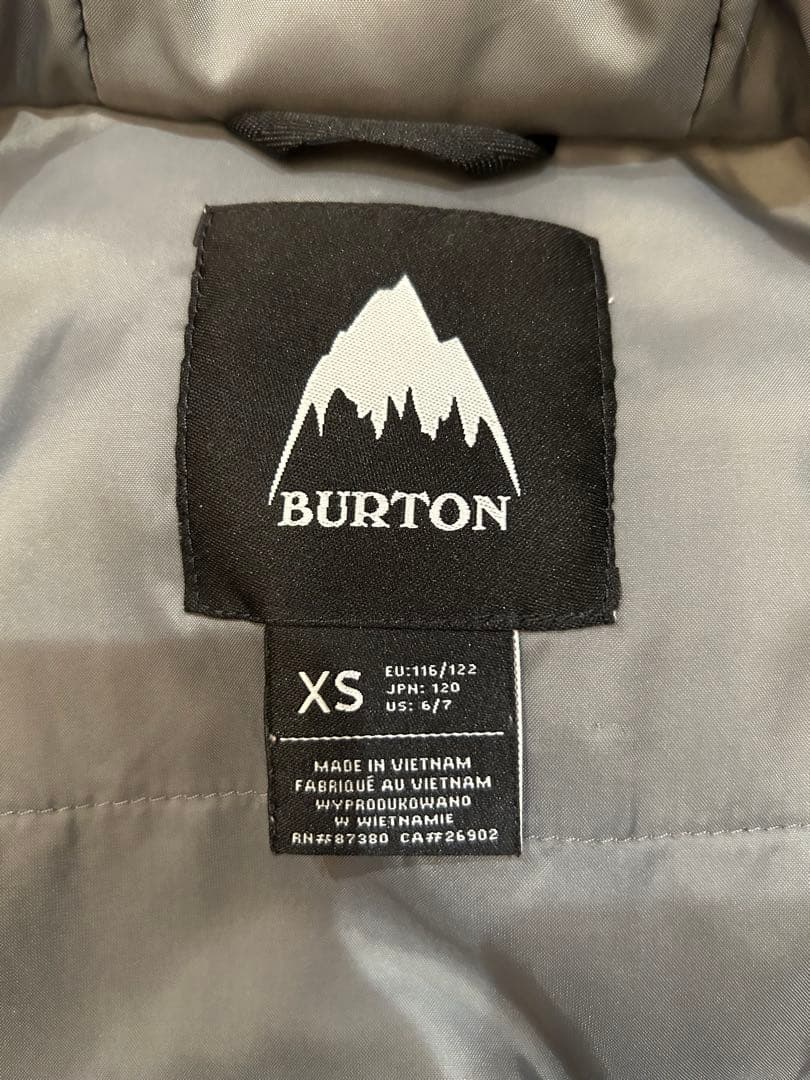 BURTON
XS
EU:116/122
JPN: 120
US: 6/7
MADE IN VIETNAM
FABRIQUÉ AU VIETNAM
WYPRODUKOWANO
W WIETNAMIE
RN#87380 CA#26902